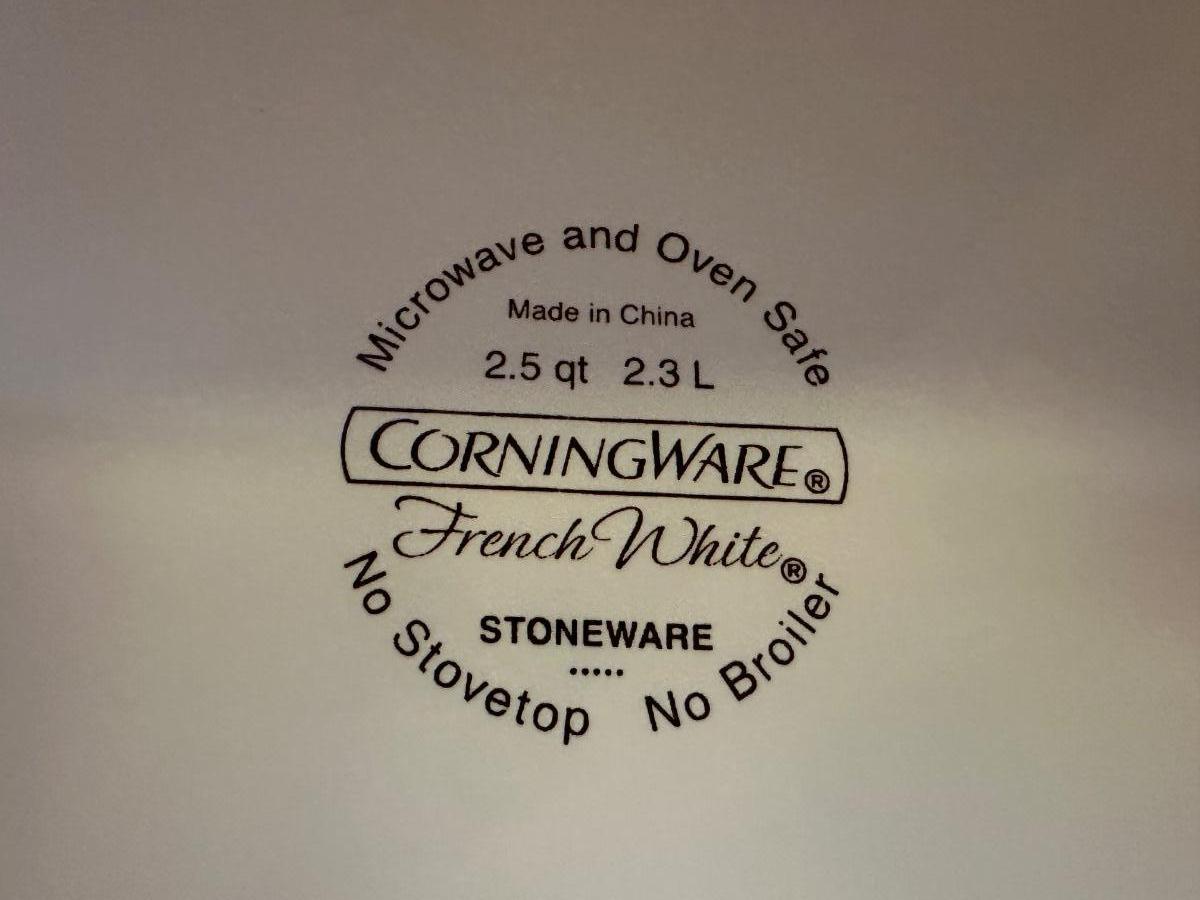 Microwave and Oven Safe
Made in China
2.5 qt 2.3 L
CORNINGWARE®
French White®
STONEWARE
No Stovetop No Broiler